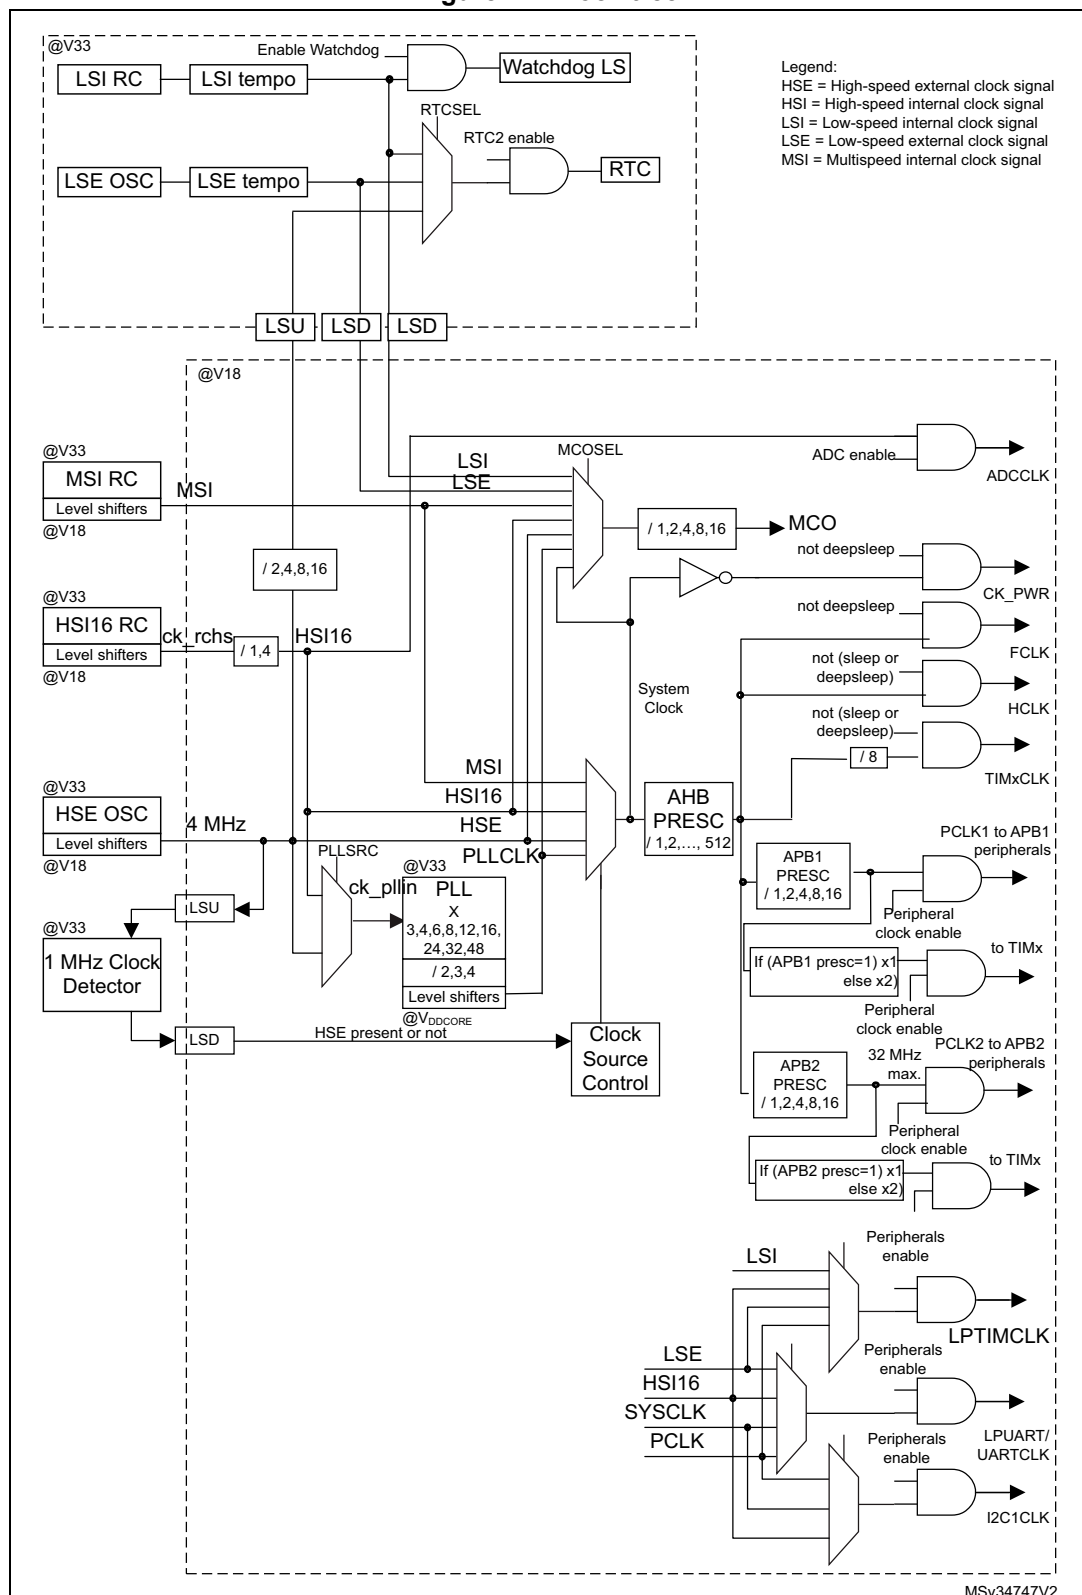 @V33
Enable Watchdog
LSI RC
LSI tempo
Watchdog LS
Legend:
HSE = High-speed external clock signal
HSI = High-speed internal clock signal
LSI = Low-speed internal clock signal
LSE = Low-speed external clock signal
MSI = Multispeed internal clock signal
RTCSEL
RTC2 enable
LSE OSC
LSE tempo
RTC
LSU
LSD
LSD
@V18
@V33
MSI RC
Level shifters
@V18
MSI
LSI
LSE
MCOSEL
ADC enable
ADCCLK
/ 1,2,4,8,16
MCO
not deepsleep
CK_PWR
/ 2,4,8,16
@V33
HSI16 RC
Level shifters
@V18
ck_rchs
/ 1,4
HSI16
not deepsleep
FCLK
not (sleep or
deepsleep)
HCLK
System
Clock
not (sleep or
deepsleep)
/ 8
TIMxCLK
@V33
HSE OSC
Level shifters
@V18
4 MHz
MSI
HSI16
HSE
PLLCLK
AHB
PRESC
/ 1,2,..., 512
PCLK1 to APB1
peripherals
APB1
PRESC
/ 1,2,4,8,16
Peripheral
clock enable
PLLSRC
ck_pllin
@V33
PLL
X
3,4,6,8,12,16,
24,32,48
/ 2,3,4
Level shifters
@VDDCORE
LSU
@V33
1 MHz Clock
Detector
LSD
HSE present or not
Clock
Source
Control
If (APB1 presc=1) x1
else x2)
to TIMx
Peripheral
clock enable
PCLK2 to APB2
peripherals
32 MHz
max.
APB2
PRESC
/ 1,2,4,8,16
Peripheral
clock enable
If (APB2 presc=1) x1
else x2)
to TIMx
LSI
Peripherals
enable
LPTIMCLK
LSE
HSI16
SYSCLK
PCLK
Peripherals
enable
LPUART/
UARTCLK
Peripherals
enable
I2C1CLK
MSv34747V2